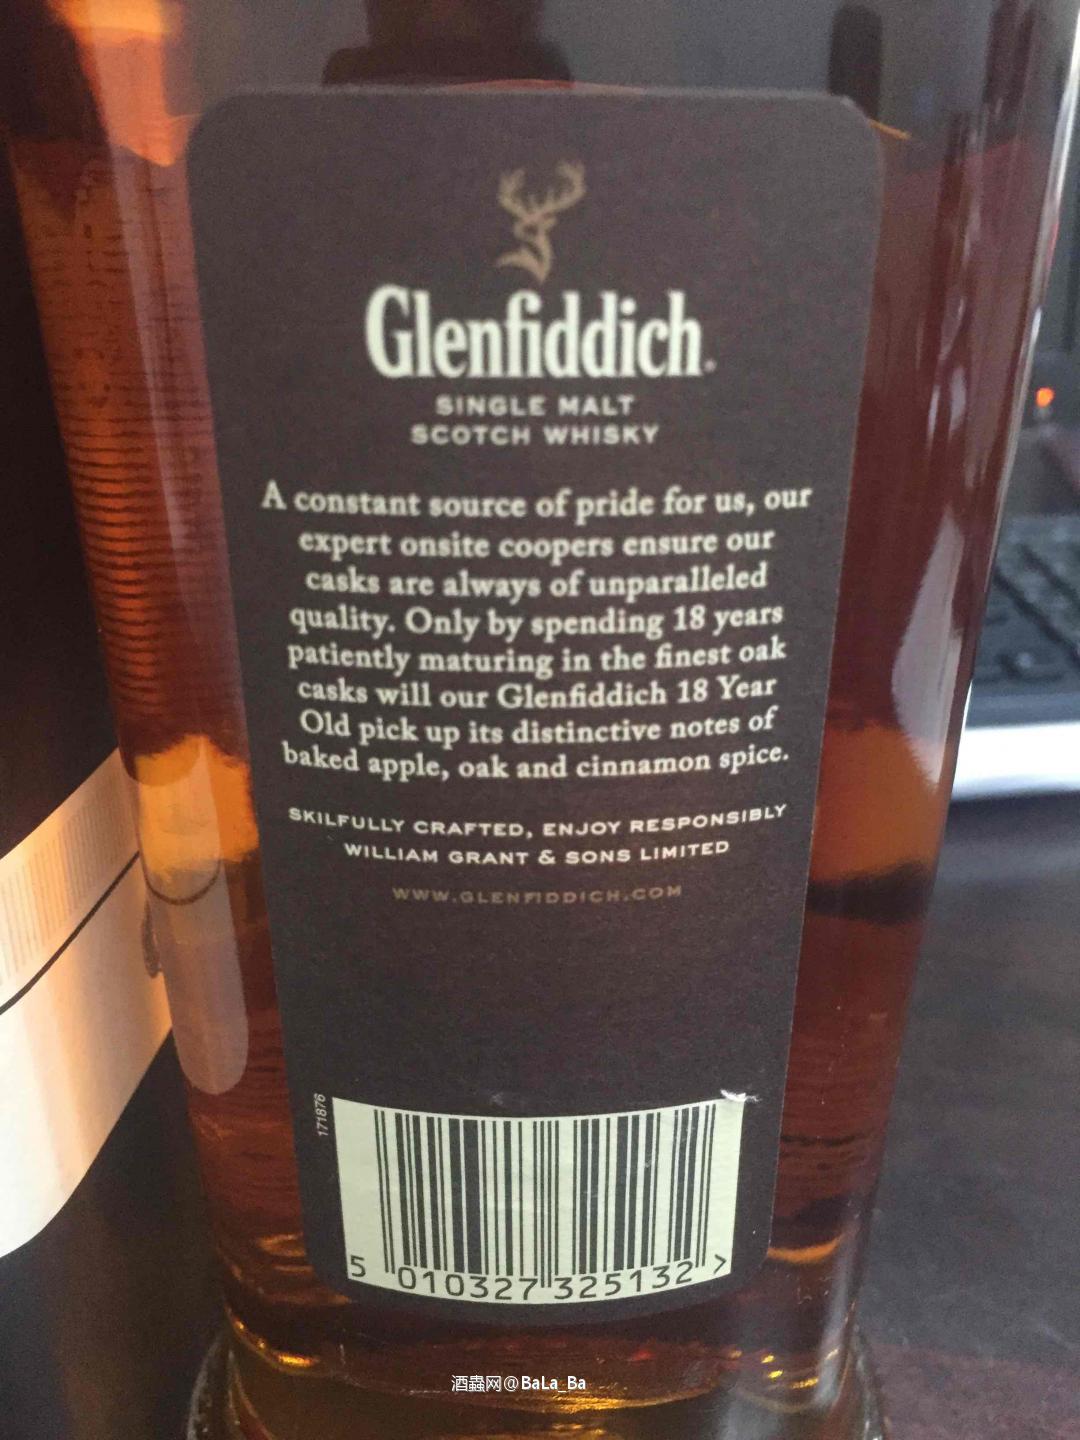 Glenfiddich®
SINGLE MALT
SCOTCH WHISKY
A constant source of pride for us, our
expert onsite coopers ensure our
casks are always of unparalleled
quality. Only by spending 18 years
patiently maturing in the finest oak
casks will our Glenfiddich 18 Year
Old pick up its distinctive notes of
baked apple, oak and cinnamon spice.
SKILFULLY CRAFTED, ENJOY RESPONSIBLY
WILLIAM GRANT & SONS LIMITED
WWW.GLENFIDDICH.COM
171876
5 010327 325132 >
酒蟲网@BaLa_Ba